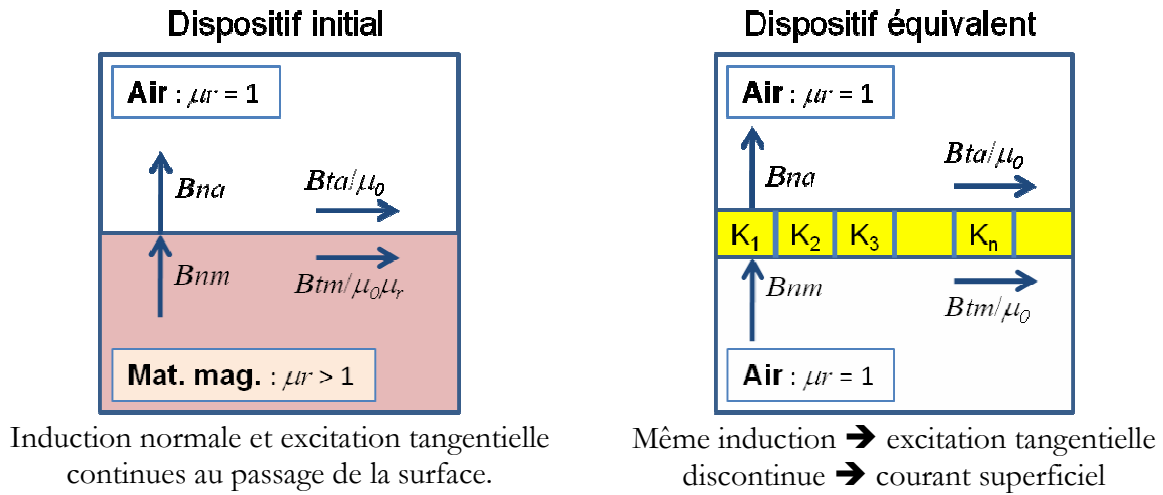 Dispositif initial
Air : μr = 1
Bna
Bta/μ0
Bnm
Btm/μ0μr
Mat. mag. : μr > 1
Induction normale et excitation tangentielle
continues au passage de la surface.
Dispositif équivalent
Air : μr = 1
Bna
Bta/μ0
K1 K2 K3 Kn
Bnm
Btm/μ0
Air : μr = 1
Même induction ➔ excitation tangentielle
discontinue ➔ courant superficiel